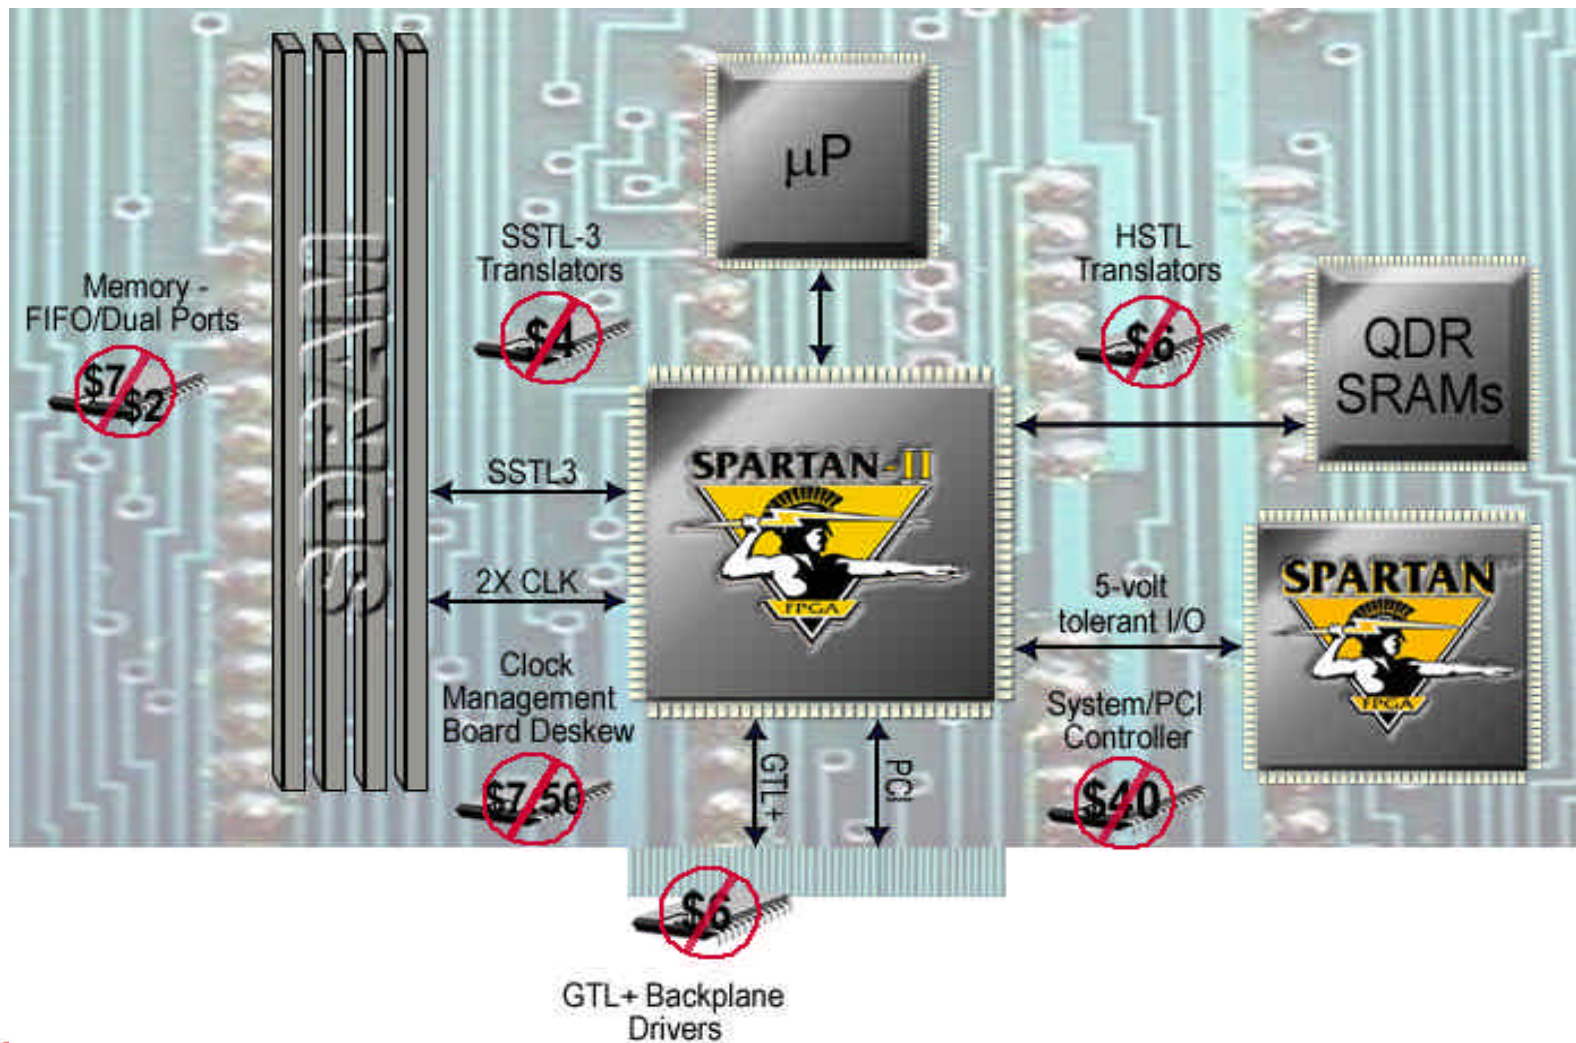 μP
SSTL-3
Translators
$4
HSTL
Translators
$6
Memory -
FIFO/Dual Ports
$7
$2
SDRAM
QDR
SRAMs
SPARTAN-II
FPGA
SSTL3
2X CLK
5-volt
tolerant I/O
SPARTAN
FPGA
Clock
Management
Board Deskew
$7.50
System/PCI
Controller
$40
GTL+
PCI
$6
GTL+ Backplane
Drivers